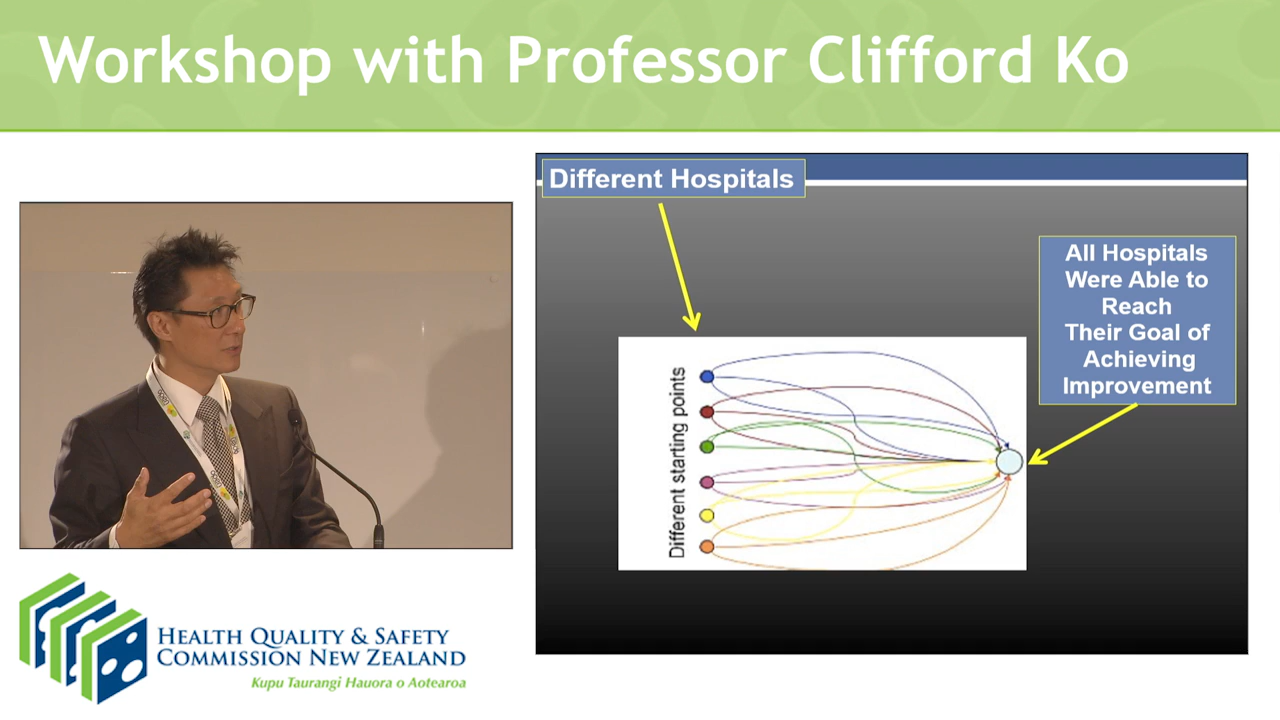 Workshop with Professor Clifford Ko
Different Hospitals
All Hospitals
Were Able to
Reach
Their Goal of
Achieving
Improvement
Different starting points
HEALTH QUALITY & SAFETY
COMMISSION NEW ZEALAND
Kupu Taurangi Hauora o Aotearoa